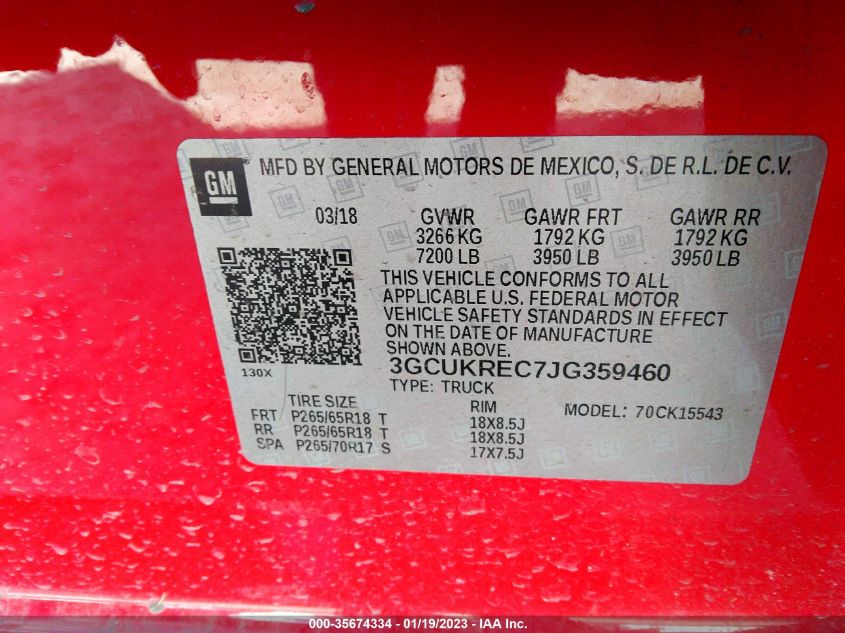 GM MFD BY GENERAL MOTORS DE MEXICO, S. DE R.L. DE C.V.
03/18 GVWR GAWR FRT GAWR RR
3266 KG 1792 KG 1792 KG
7200 LB 3950 LB 3950 LB
THIS VEHICLE CONFORMS TO ALL
APPLICABLE U.S. FEDERAL MOTOR
VEHICLE SAFETY STANDARDS IN EFFECT
ON THE DATE OF MANUFACTURE
SHOWN ABOVE.
130X 3GCUKREC7JG359460
TYPE: TRUCK
TIRE SIZE RIM MODEL: 70CK15543
FRT P265/65R18 T 18X8.5J
RR P265/65R18 T 18X8.5J
SPA P265/70R17 S 17X7.5J
000-35674334 - 01/19/2023 - 1XX - IAA Inc.